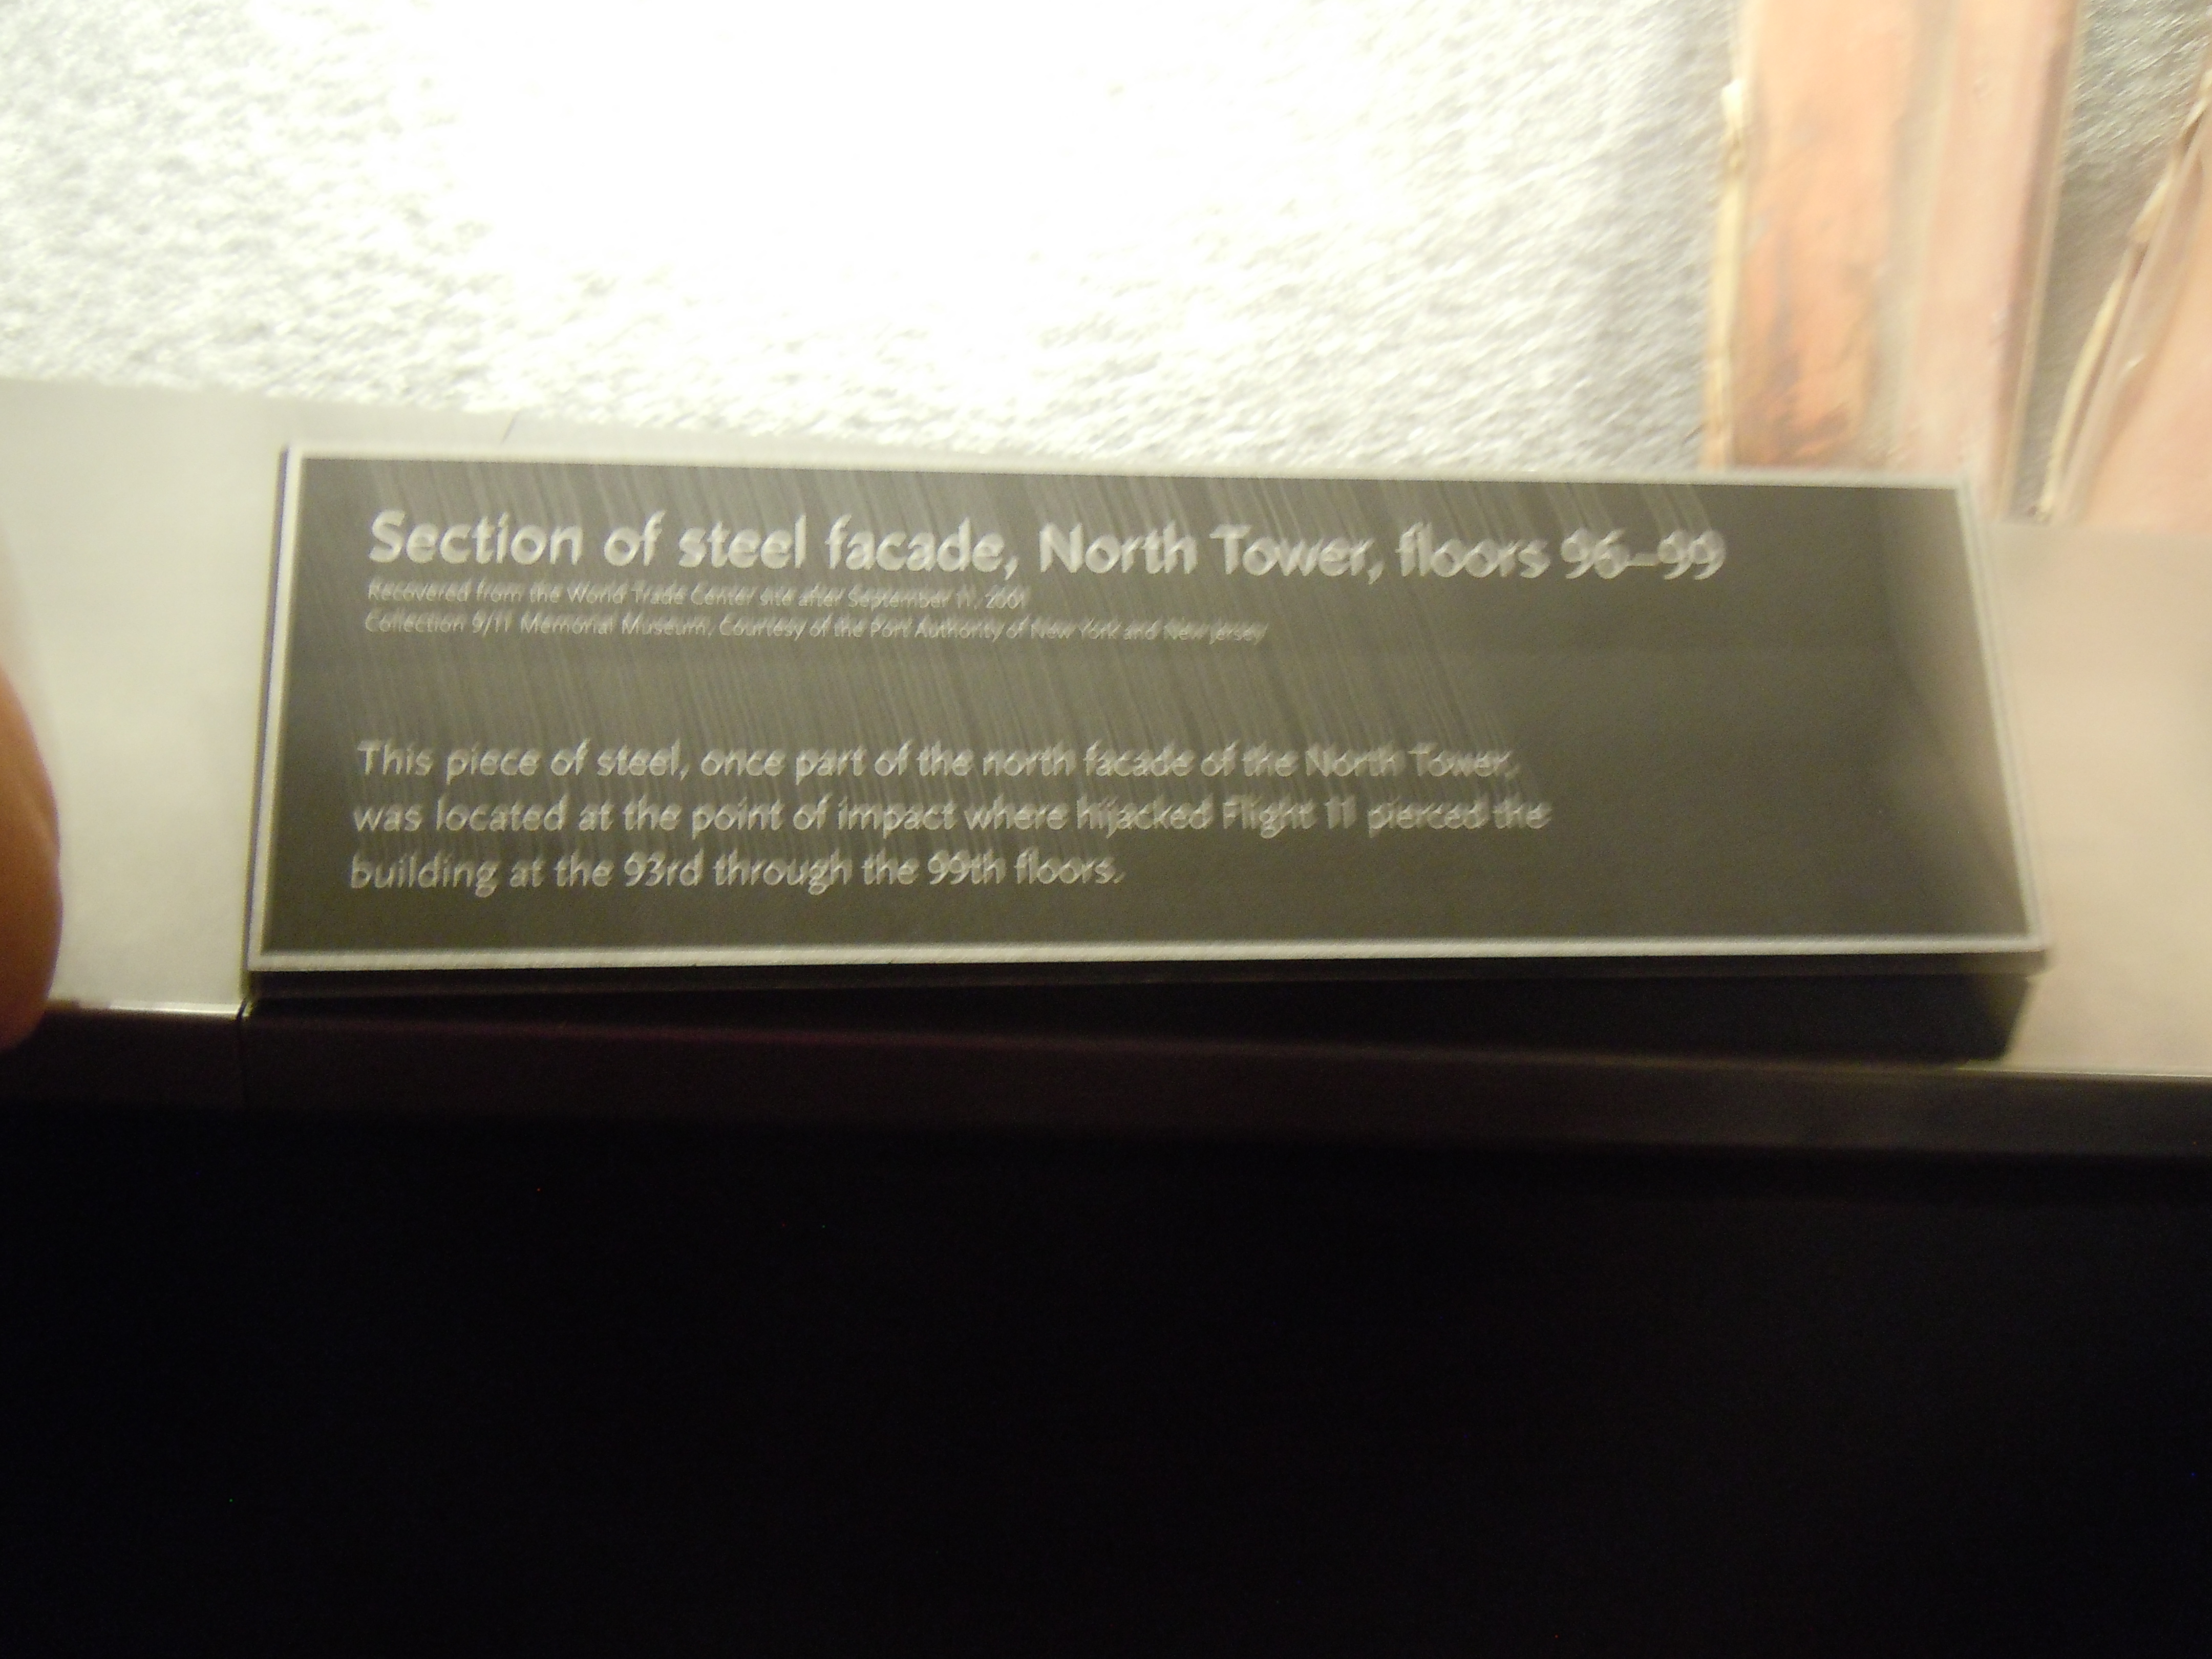 Section of steel facade, North Tower, floors 96–99
Recovered from the World Trade Center site after September 11, 2001
Collection 9/11 Memorial Museum, Courtesy of the Port Authority of New York and New Jersey
This piece of steel, once part of the north facade of the North Tower,
was located at the point of impact where hijacked Flight 11 pierced the
building at the 93rd through the 99th floors.